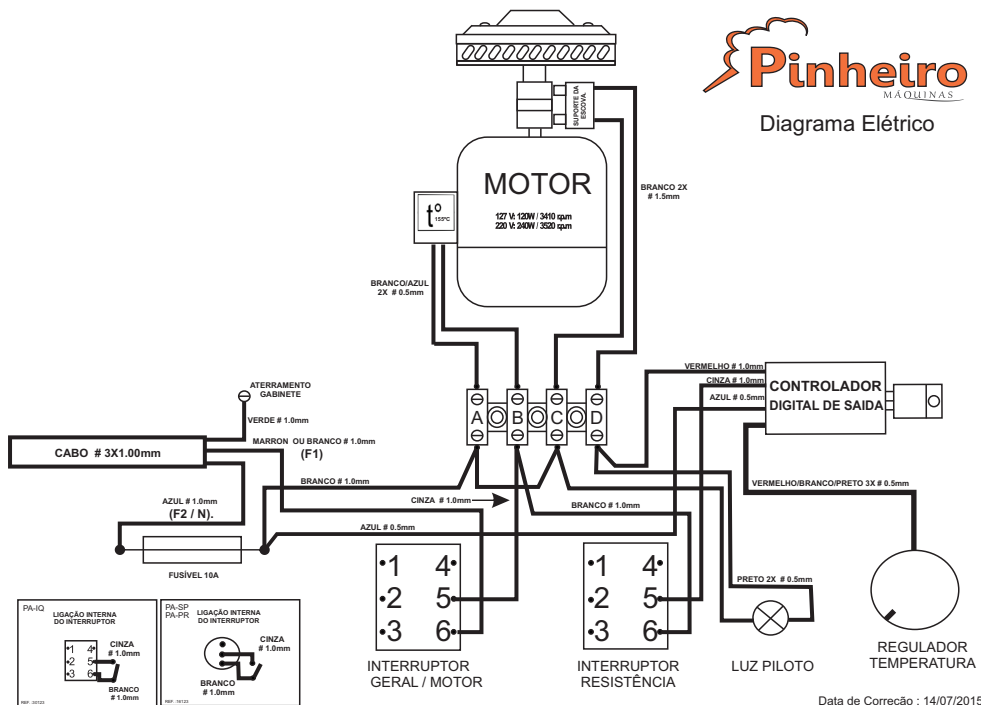 Pinheiro
MÁQUINAS
Diagrama Elétrico
SUPORTE DA
ESCOVA.
MOTOR
127 V: 120W / 3410 r.p.m
220 V: 240W / 3520 r.p.m
t°
155°C
BRANCO 2X
# 1.5mm
BRANCO/AZUL
2X # 0.5mm
VERMELHO # 1.0mm
CINZA # 1.0mm
AZUL # 0.5mm
CONTROLADOR
DIGITAL DE SAIDA
ATERRAMENTO
GABINETE
VERDE # 1.0mm
A
B
C
D
MARRON OU BRANCO # 1.0mm
(F1)
CABO # 3X1.00mm
BRANCO # 1.0mm
VERMELHO/BRANCO/PRETO 3X # 0.5mm
AZUL # 1.0mm
(F2 / N).
CINZA # 1.0mm
BRANCO # 1.0mm
AZUL # 0.5mm
FUSÍVEL 10A
1 4
2 5
3 6
INTERRUPTOR
GERAL / MOTOR
1 4
2 5
3 6
INTERRUPTOR
RESISTÊNCIA
PRETO 2X # 0.5mm
LUZ PILOTO
REGULADOR
TEMPERATURA
PA-IQ
LIGAÇÃO INTERNA
DO INTERRUPTOR
1 4
2 5
3 6
CINZA
# 1.0mm
BRANCO
# 1.0mm
PA-SP
PA-PR
LIGAÇÃO INTERNA
DO INTERRUPTOR
CINZA
# 1.0mm
BRANCO
# 1.0mm
Data de Correção : 14/07/2015